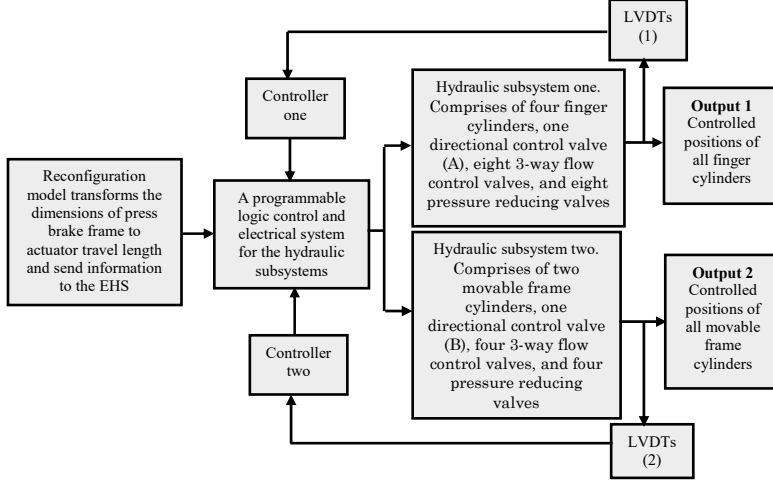 LVDTs
(1)
Controller
one
Hydraulic subsystem one.
Comprises of four finger
cylinders, one
directional control valve
(A), eight 3-way flow
control valves, and eight
pressure reducing valves
Output 1
Controlled
positions of
all finger
cylinders
Reconfiguration
model transforms the
dimensions of press
brake frame to
actuator travel length
and send information
to the EHS
A programmable
logic control and
electrical system
for the hydraulic
subsystems
Hydraulic subsystem two.
Comprises of two
movable frame
cylinders, one
directional control valve
(B), four 3-way flow
control valves, and four
pressure reducing
valves
Output 2
Controlled
positions of
all movable
frame
cylinders
Controller
two
LVDTs
(2)